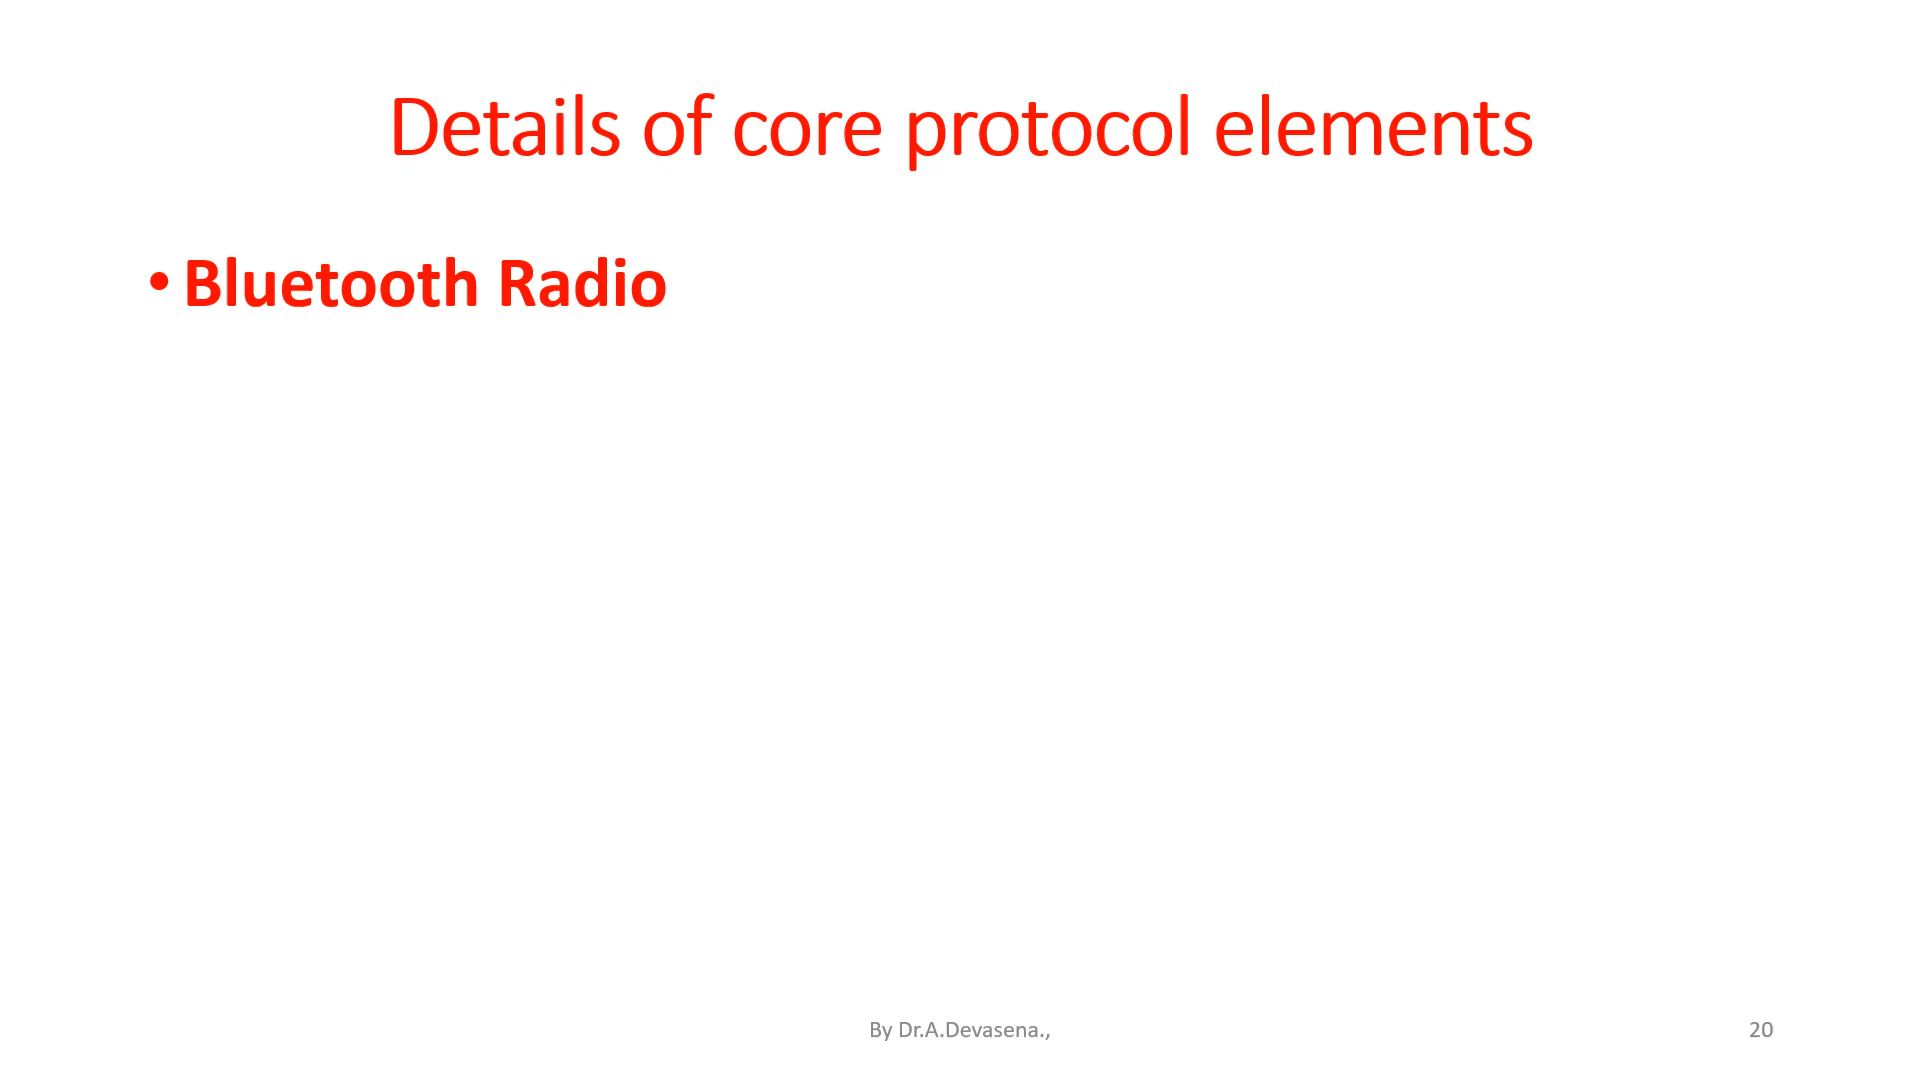 Details of core protocol elements
• Bluetooth Radio
By Dr.A.Devasena.,
20